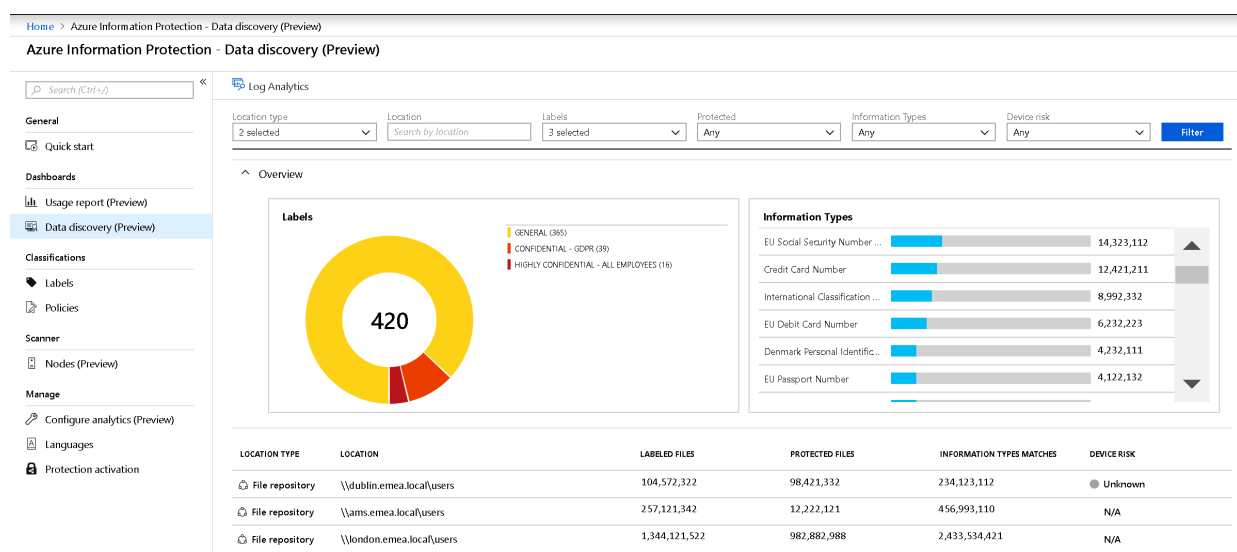 Home > Azure Information Protection - Data discovery (Preview)
Azure Information Protection - Data discovery (Preview)
Search (Ctrl+/)
«
General
Quick start
Dashboards
Usage report (Preview)
Data discovery (Preview)
Classifications
Labels
Policies
Scanner
Nodes (Preview)
Manage
Configure analytics (Preview)
Languages
Protection activation
Log Analytics
Location type Location Labels Protected Information Types Device risk
2 selected Search by location 3 selected Any Any Any Filter
Overview
Labels
420
GENERAL (365)
CONFIDENTIAL - GDPR (39)
HIGHLY CONFIDENTIAL - ALL EMPLOYEES (16)
Information Types
EU Social Security Number ... 14,323,112
Credit Card Number 12,421,211
International Classification ... 8,992,332
EU Debit Card Number 6,232,223
Denmark Personal Identific... 4,232,111
EU Passport Number 4,122,132
LOCATION TYPE LOCATION LABELED FILES PROTECTED FILES INFORMATION TYPES MATCHES DEVICE RISK
File repository \\dublin.emea.local\users 104,572,322 98,421,332 234,123,112 Unknown
File repository \\ams.emea.local\users 257,121,342 12,222,121 456,993,110 N/A
File repository \\london.emea.local\users 1,344,121,522 982,882,988 2,433,534,421 N/A